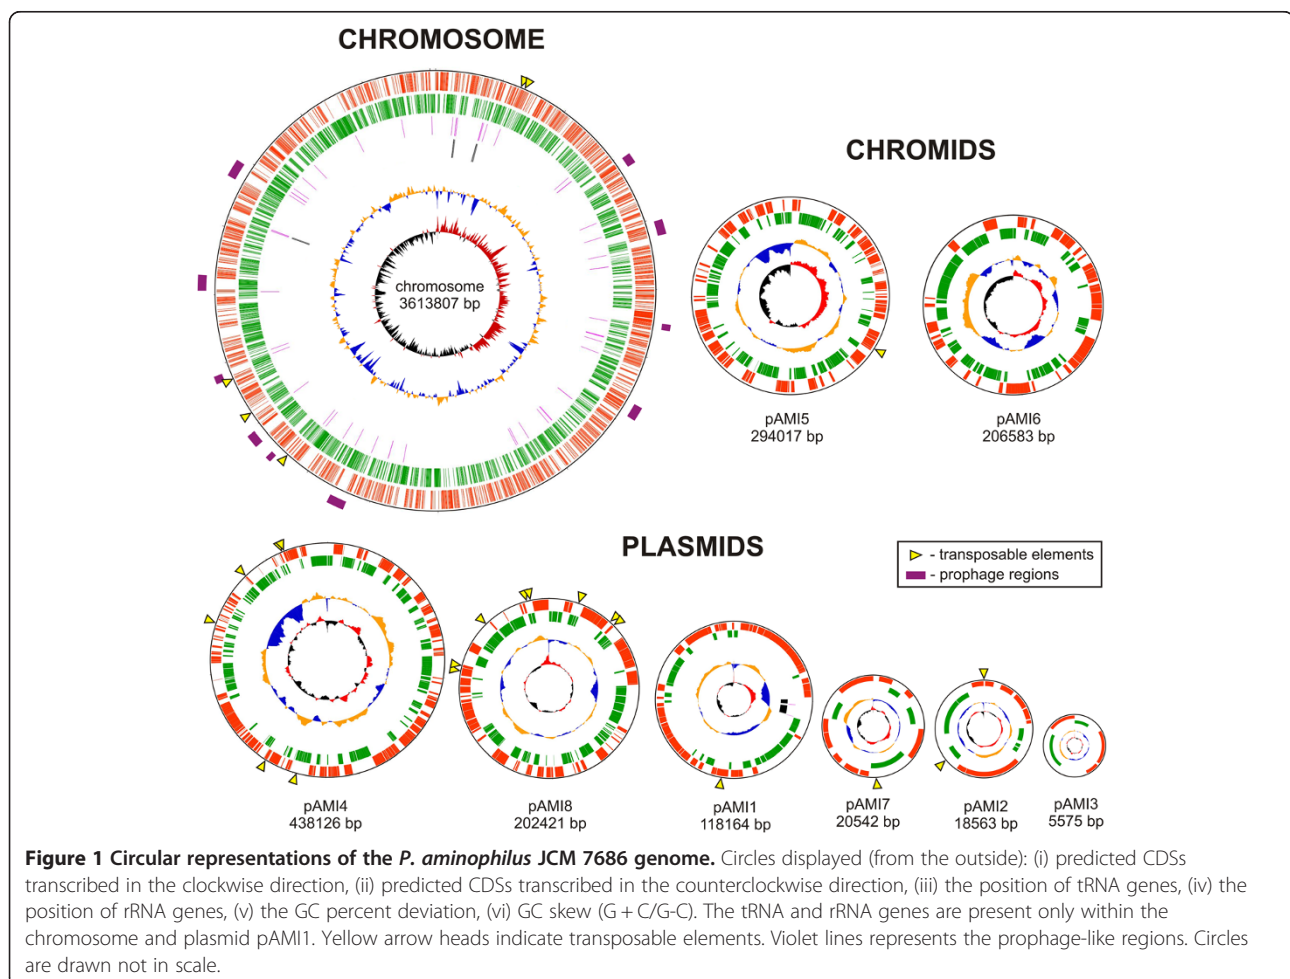 CHROMOSOME
chromosome
3613807 bp
CHROMIDS
pAMI5
294017 bp
pAMI6
206583 bp
PLASMIDS
- transposable elements
- prophage regions
pAMI4
438126 bp
pAMI8
202421 bp
pAMI1
118164 bp
pAMI7
20542 bp
pAMI2
18563 bp
pAMI3
5575 bp
Figure 1 Circular representations of the P. aminophilus JCM 7686 genome. Circles displayed (from the outside): (i) predicted CDSs
transcribed in the clockwise direction, (ii) predicted CDSs transcribed in the counterclockwise direction, (iii) the position of tRNA genes, (iv) the
position of rRNA genes, (v) the GC percent deviation, (vi) GC skew (G + C/G-C). The tRNA and rRNA genes are present only within the
chromosome and plasmid pAMI1. Yellow arrow heads indicate transposable elements. Violet lines represents the prophage-like regions. Circles
are drawn not in scale.